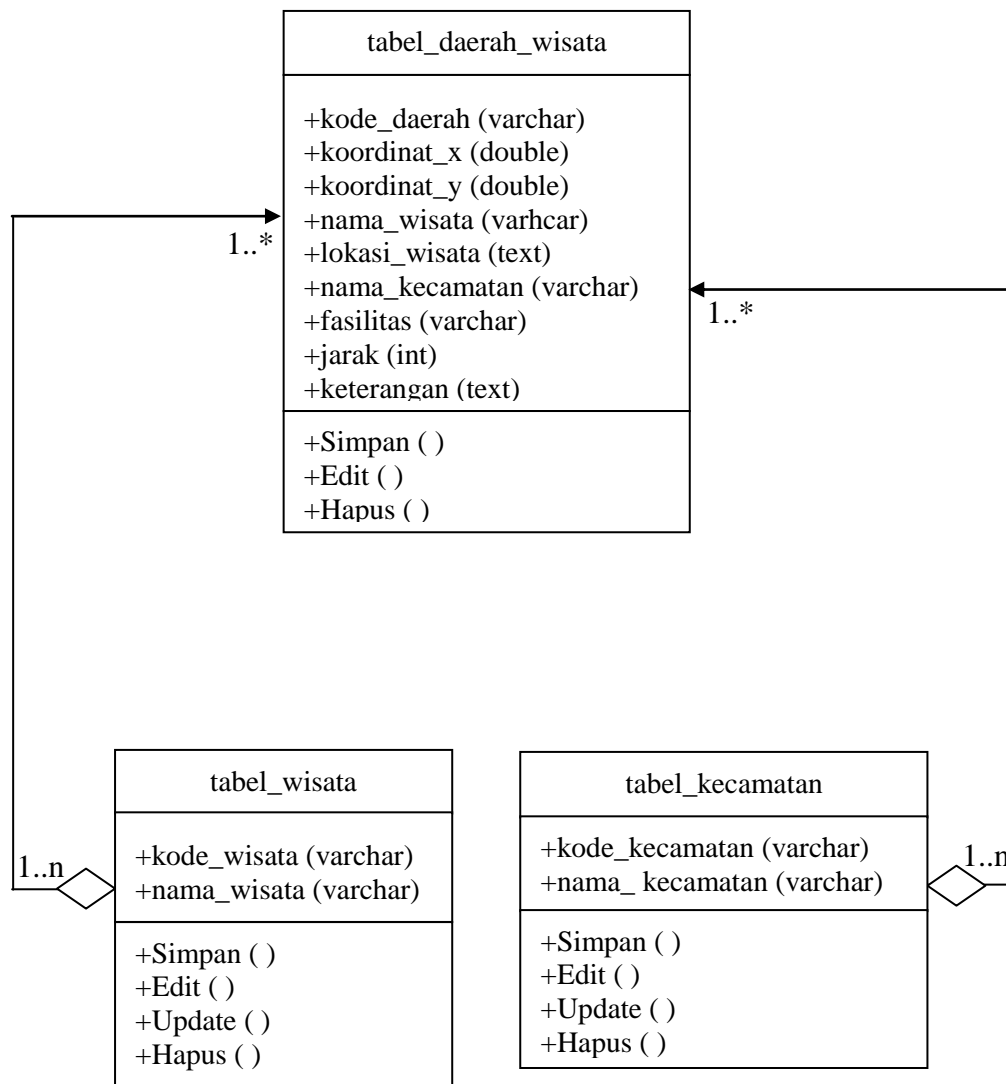 tabel_daerah_wisata
+kode_daerah (varchar)
+koordinat_x (double)
+koordinat_y (double)
+nama_wisata (varhcar)
+lokasi_wisata (text)
+nama_kecamatan (varchar)
+fasilitas (varchar)
+jarak (int)
+keterangan (text)
+Simpan ( )
+Edit ( )
+Hapus ( )
1..*
1..*
tabel_wisata
+kode_wisata (varchar)
+nama_wisata (varchar)
+Simpan ( )
+Edit ( )
+Update ( )
+Hapus ( )
1..n
tabel_kecamatan
+kode_kecamatan (varchar)
+nama_ kecamatan (varchar)
+Simpan ( )
+Edit ( )
+Update ( )
+Hapus ( )
1..n